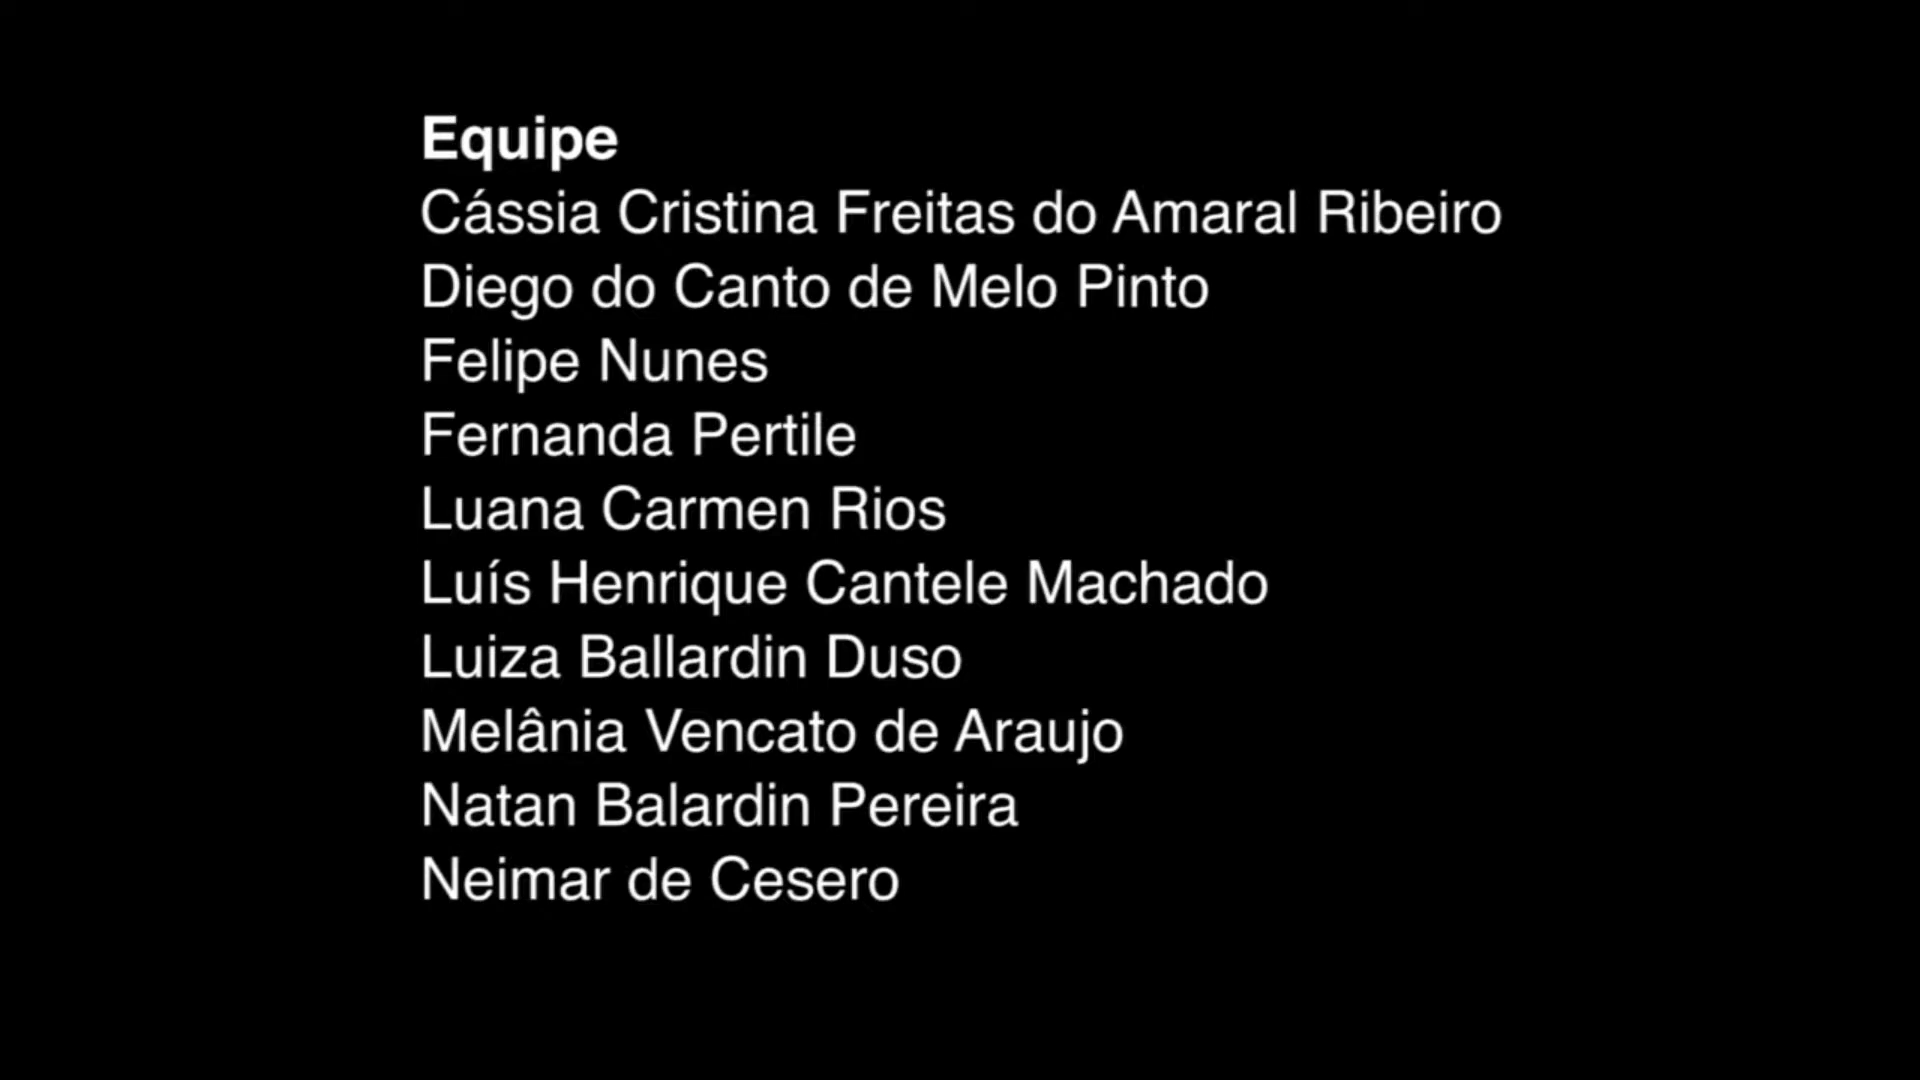 Equipe
Cássia Cristina Freitas do Amaral Ribeiro
Diego do Canto de Melo Pinto
Felipe Nunes
Fernanda Pertile
Luana Carmen Rios
Luís Henrique Cantele Machado
Luiza Ballardin Duso
Melânia Vencato de Araujo
Natan Balardin Pereira
Neimar de Cesero